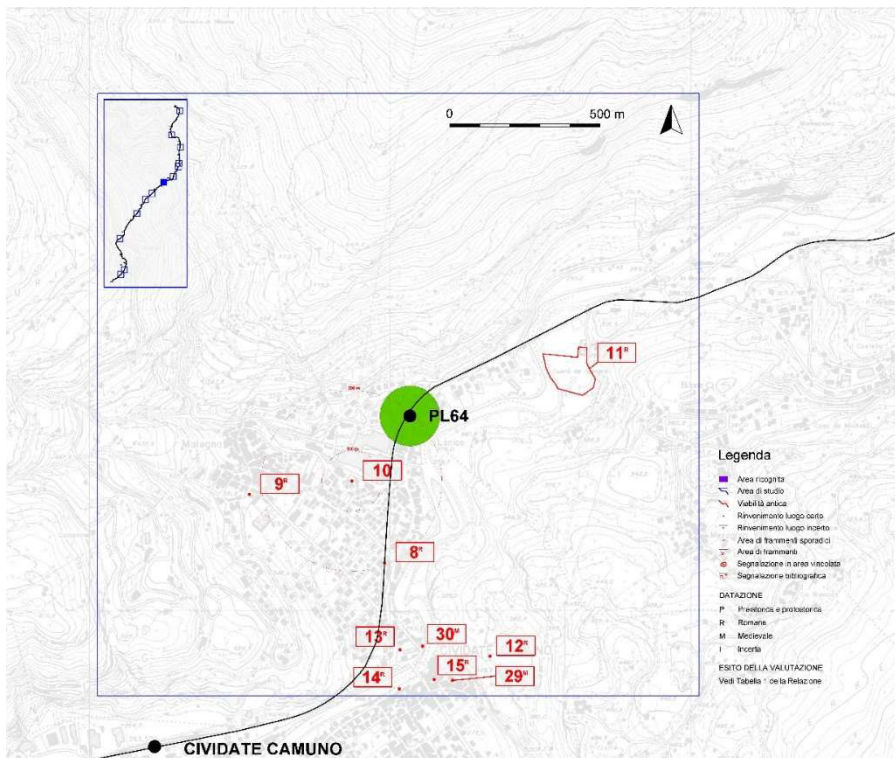 0 500 m
11ᴿ
PL64
Malegno
10
9ᴿ
8ᴿ
30ᴹ
13ᴿ
12ᴿ
15ᴿ
29ᴹ
14ᴿ
CIVIDATE CAMUNO
Legenda
Area ricognita
Area di studio
Viabilità antica
Rinvenimento luogo certo
Rinvenimento luogo incerto
Area di frammenti sporadici
Area di frammenti
Segnalazione in area vincolata
Segnalazione bibliografica
DATAZIONE
P Preistorica e protostorica
R Romana
M Medievale
I Incerta
ESITO DELLA VALUTAZIONE
Vedi Tabella 1 della Relazione